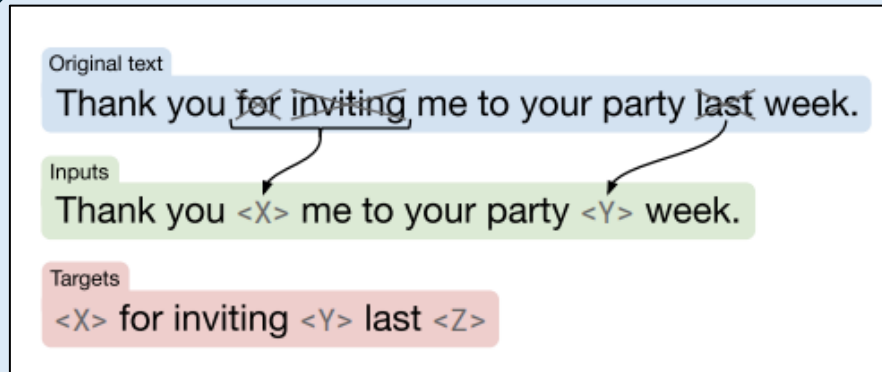 Original text
Thank you for inviting me to your party last week.
Inputs
Thank you <X> me to your party <Y> week.
Targets
<X> for inviting <Y> last <Z>